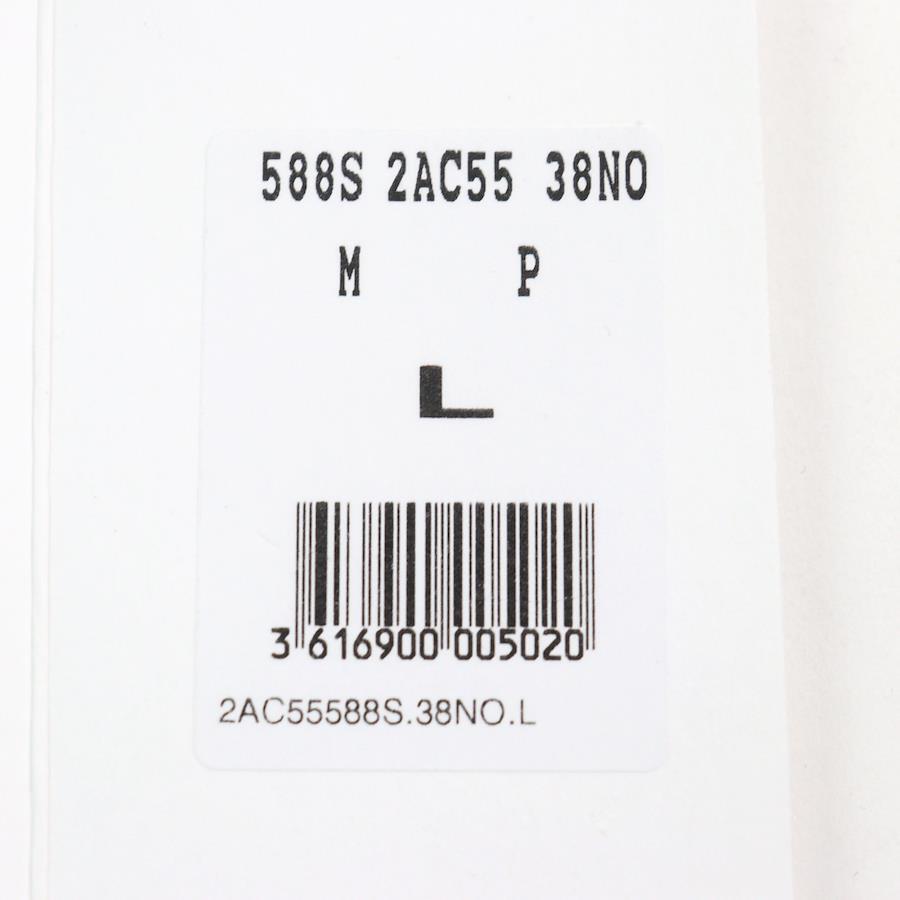 588S 2AC55 38NO
M P
L
3 616900 005020
2AC55588S.38NO.L